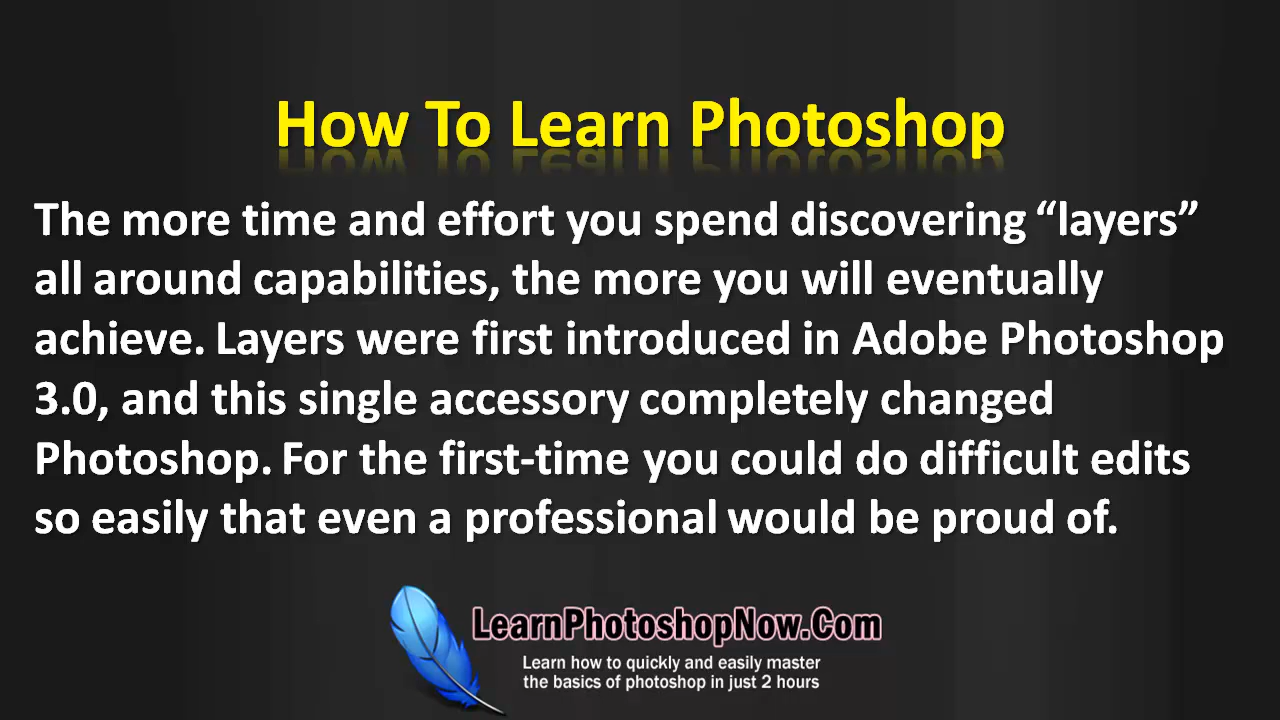 How To Learn Photoshop
The more time and effort you spend discovering “layers”
all around capabilities, the more you will eventually
achieve. Layers were first introduced in Adobe Photoshop
3.0, and this single accessory completely changed
Photoshop. For the first-time you could do difficult edits
so easily that even a professional would be proud of.
LearnPhotoshopNow.Com
Learn how to quickly and easily master
the basics of photoshop in just 2 hours